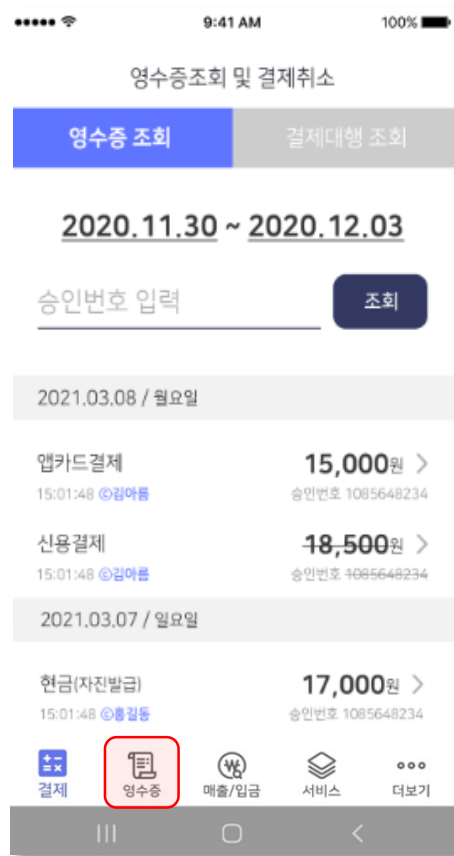 9:41 AM 100%
영수증조회 및 결제취소
영수증 조회 결제대행 조회
2020.11.30 ~ 2020.12.03
승인번호 입력 조회
2021.03.08 / 월요일
앱카드결제 15,000원
15:01:48 ©김아름 승인번호 1085648234
신용결제 18,500원
15:01:48 ©김아름 승인번호 1085648234
2021.03.07 / 일요일
현금(자진발급) 17,000원
15:01:48 ©홍길동 승인번호 1085648234
결제 영수증 매출/입금 서비스 더보기